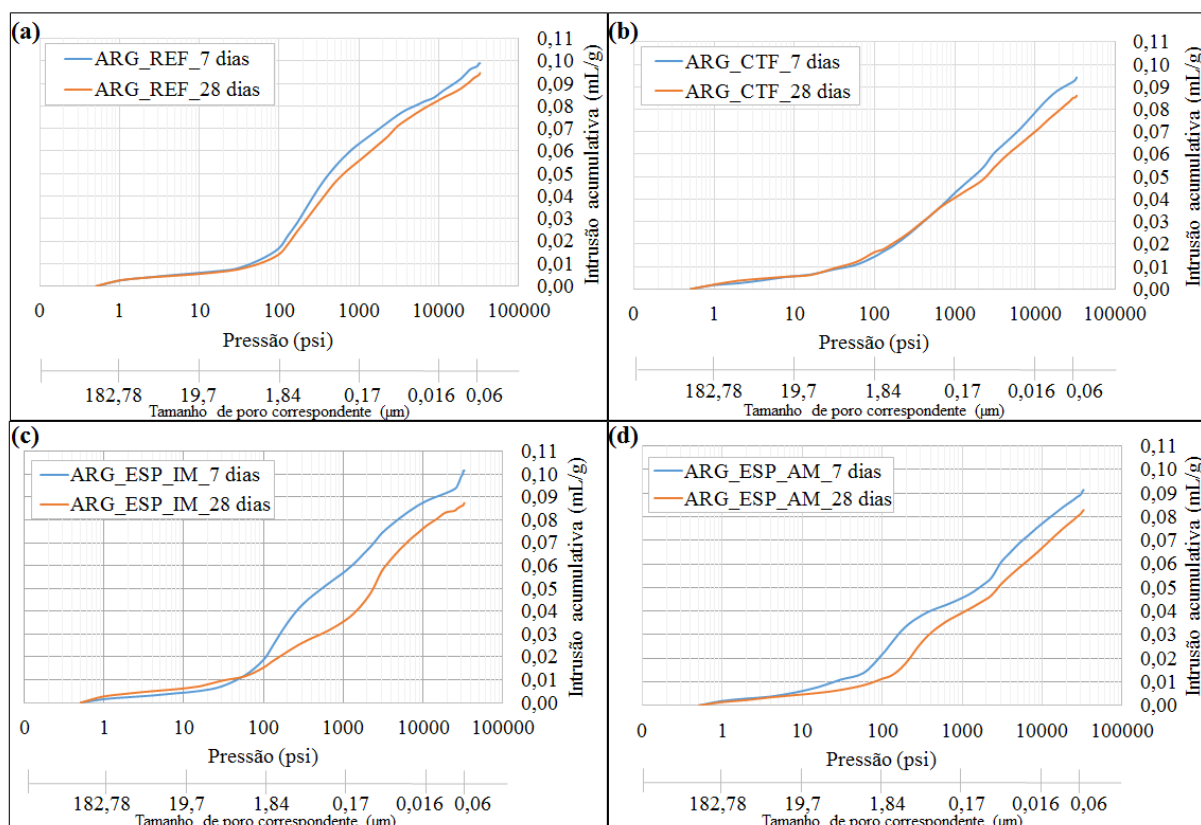 (a)
ARG_REF_7 dias
ARG_REF_28 dias
0,11
0,10
0,09
0,08
0,07
0,06
0,05
0,04
0,03
0,02
0,01
0,00
Intrusão acumulativa (mL/g)
0 1 10 100 1000 10000 100000
Pressão (psi)
182,78 19,7 1,84 0,17 0,016 0,06
Tamanho de poro correspondente (µm)
(b)
ARG_CTF_7 dias
ARG_CTF_28 dias
0,11
0,10
0,09
0,08
0,07
0,06
0,05
0,04
0,03
0,02
0,01
0,00
Intrusão acumulativa (mL/g)
0 1 10 100 1000 10000 100000
Pressão (psi)
182,78 19,7 1,84 0,17 0,016 0,06
Tamanho de poro correspondente (µm)
(c)
ARG_ESP_IM_7 dias
ARG_ESP_IM_28 dias
0,11
0,10
0,09
0,08
0,07
0,06
0,05
0,04
0,03
0,02
0,01
0,00
Intrusão acumulativa (mL/g)
0 1 10 100 1000 10000 100000
Pressão (psi)
182,78 19,7 1,84 0,17 0,016 0,06
Tamanho de poro correspondente (µm)
(d)
ARG_ESP_AM_7 dias
ARG_ESP_AM_28 dias
0,11
0,10
0,09
0,08
0,07
0,06
0,05
0,04
0,03
0,02
0,01
0,00
Intrusão acumulativa (mL/g)
0 1 10 100 1000 10000 100000
Pressão (psi)
182,78 19,7 1,84 0,17 0,016 0,06
Tamanho de poro correspondente (µm)